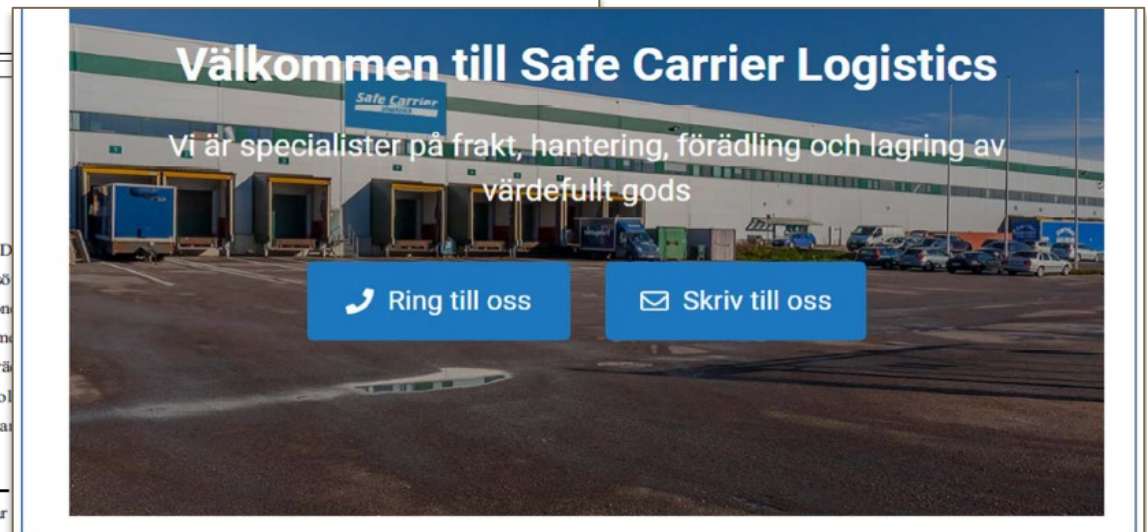 Välkommen till Safe Carrier Logistics
Safe Carrier
Logistics
Vi är specialister på frakt, hantering, förädling och lagring av
värdefullt gods
Ring till oss
Skriv till oss